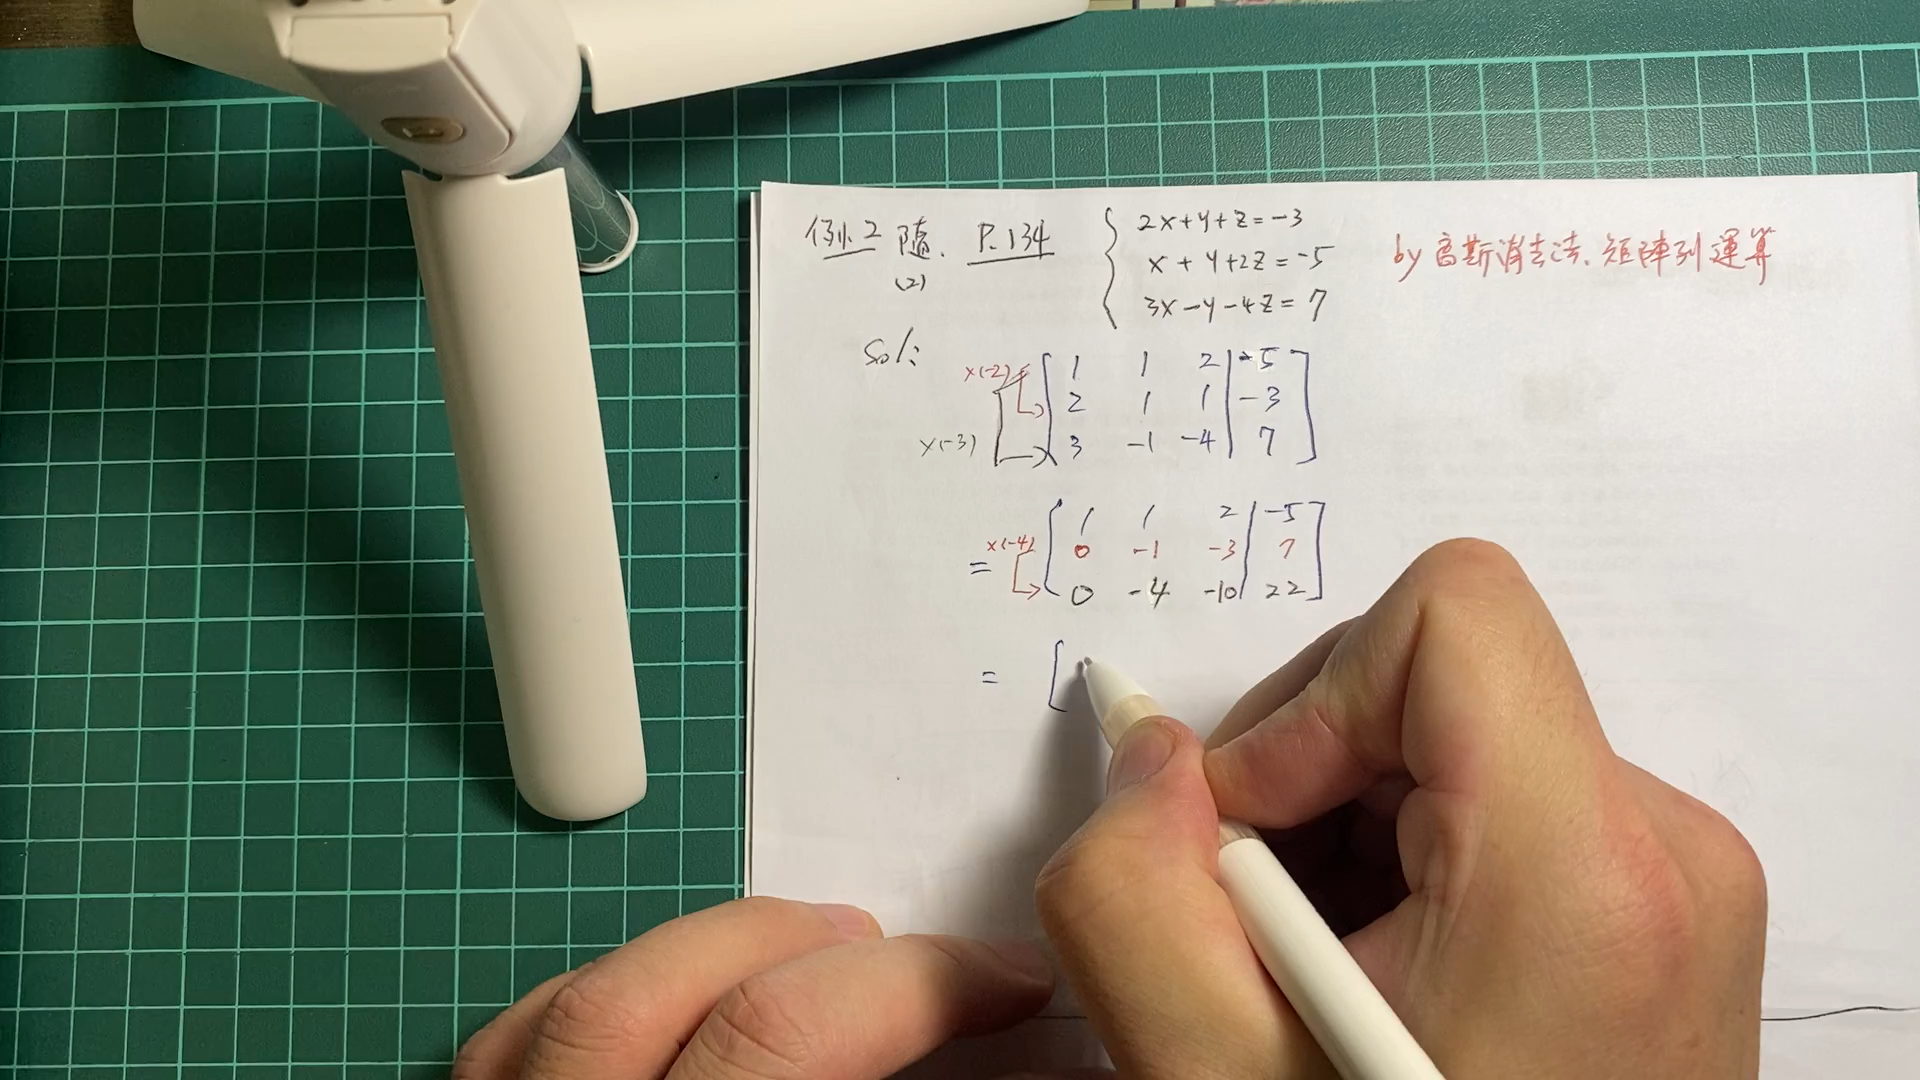 例2 隨. P.134
(2)
2x+y+z=-3
x+y+2z=-5
3x-y-4z=7
by 高斯消去法、矩陣列運算
Sol:
x(-2) [ 1 1 2 | -5 ]
2 1 1 | -3
x(-3) 3 -1 -4 | 7
[ 1 1 2 | -5 ]
= x(-4) 0 -1 -3 | 7
0 -4 -10 | 22
= [